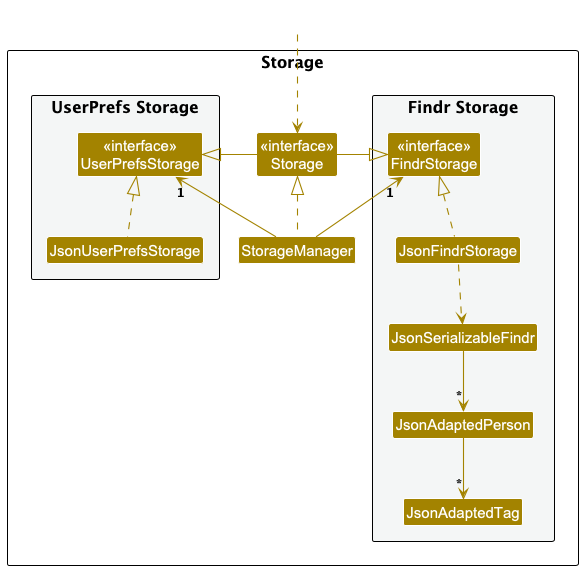 Storage
UserPrefs Storage
Findr Storage
«interface»
UserPrefsStorage
«interface»
Storage
«interface»
FindrStorage
1
1
JsonUserPrefsStorage
StorageManager
JsonFindrStorage
JsonSerializableFindr
*
JsonAdaptedPerson
*
JsonAdaptedTag